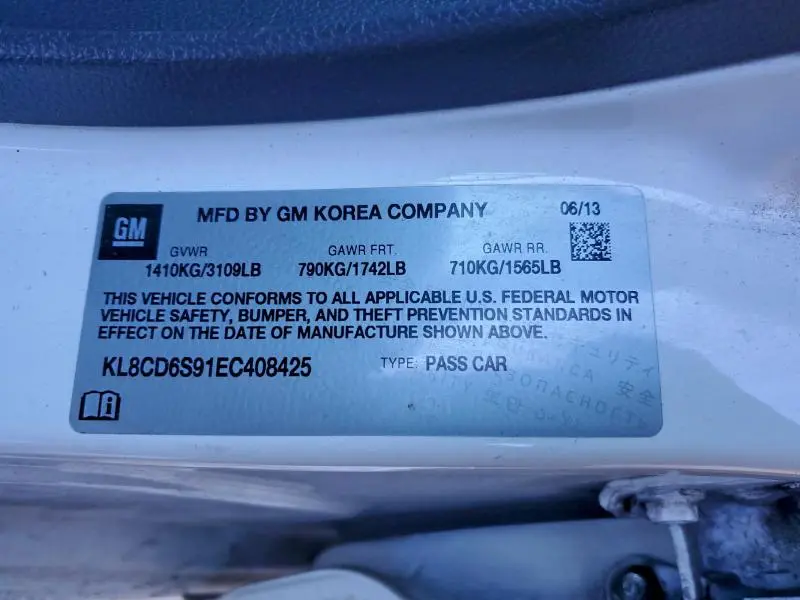 GM
MFD BY GM KOREA COMPANY
06/13
GVWR
GAWR FRT.
GAWR RR.
1410KG/3109LB
790KG/1742LB
710KG/1565LB
THIS VEHICLE CONFORMS TO ALL APPLICABLE U.S. FEDERAL MOTOR
VEHICLE SAFETY, BUMPER, AND THEFT PREVENTION STANDARDS IN
EFFECT ON THE DATE OF MANUFACTURE SHOWN ABOVE.
KL8CD6S91EC408425
TYPE: PASS CAR
安全